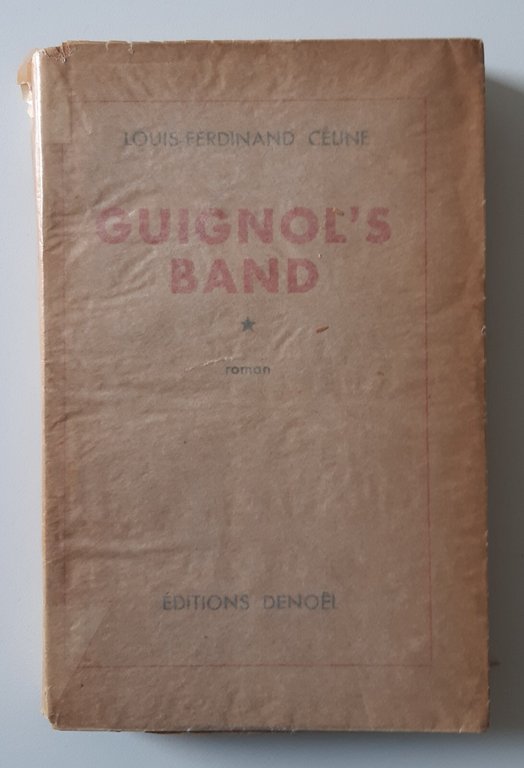 LOUIS-FERDINAND CÉLINE
GUIGNOL'S
BAND
roman
ÉDITIONS DENOËL